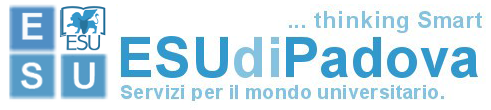 ... thinking Smart
E
ESU
S U
ESUdiPadova
Servizi per il mondo universitario.